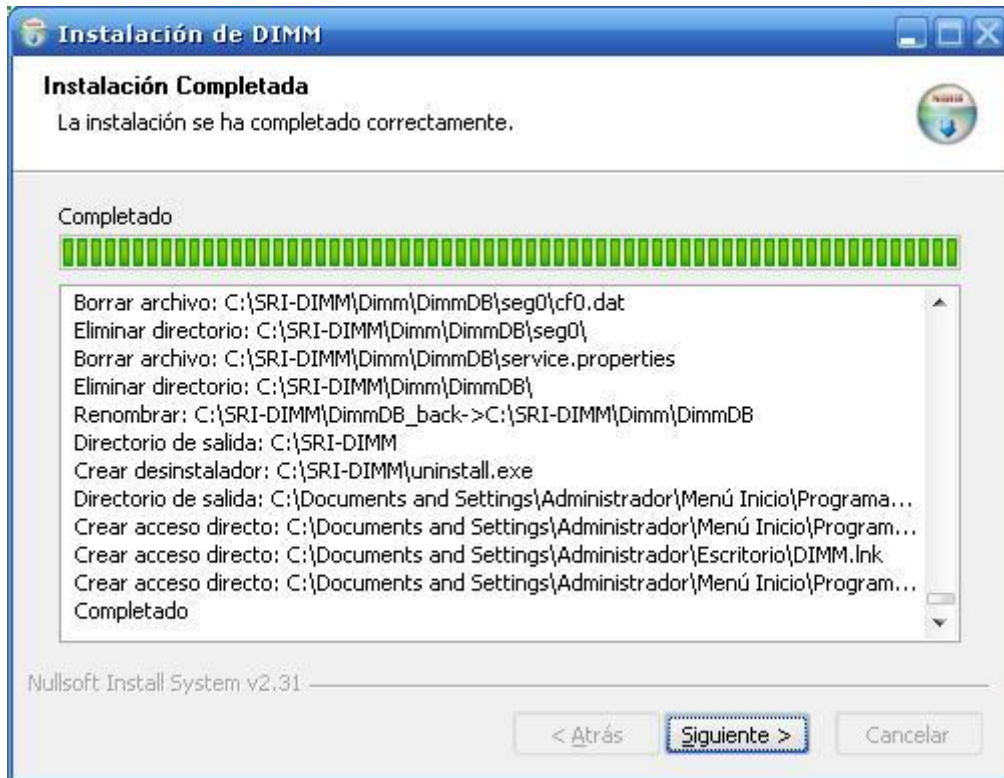 Instalación de DIMM
Instalación Completada
La instalación se ha completado correctamente.
Completado
Borrar archivo: C:\SRI-DIMM\Dimm\DimmDB\seg0\cf0.dat
Eliminar directorio: C:\SRI-DIMM\Dimm\DimmDB\seg0\
Borrar archivo: C:\SRI-DIMM\Dimm\DimmDB\service.properties
Eliminar directorio: C:\SRI-DIMM\Dimm\DimmDB\
Renombrar: C:\SRI-DIMM\DimmDB_back->C:\SRI-DIMM\Dimm\DimmDB
Directorio de salida: C:\SRI-DIMM
Crear desinstalador: C:\SRI-DIMM\uninstall.exe
Directorio de salida: C:\Documents and Settings\Administrador\Menú Inicio\Programa...
Crear acceso directo: C:\Documents and Settings\Administrador\Menú Inicio\Program...
Crear acceso directo: C:\Documents and Settings\Administrador\Escritorio\DIMM.lnk
Crear acceso directo: C:\Documents and Settings\Administrador\Menú Inicio\Program...
Completado
Nullsoft Install System v2.31
< Atrás Siguiente > Cancelar